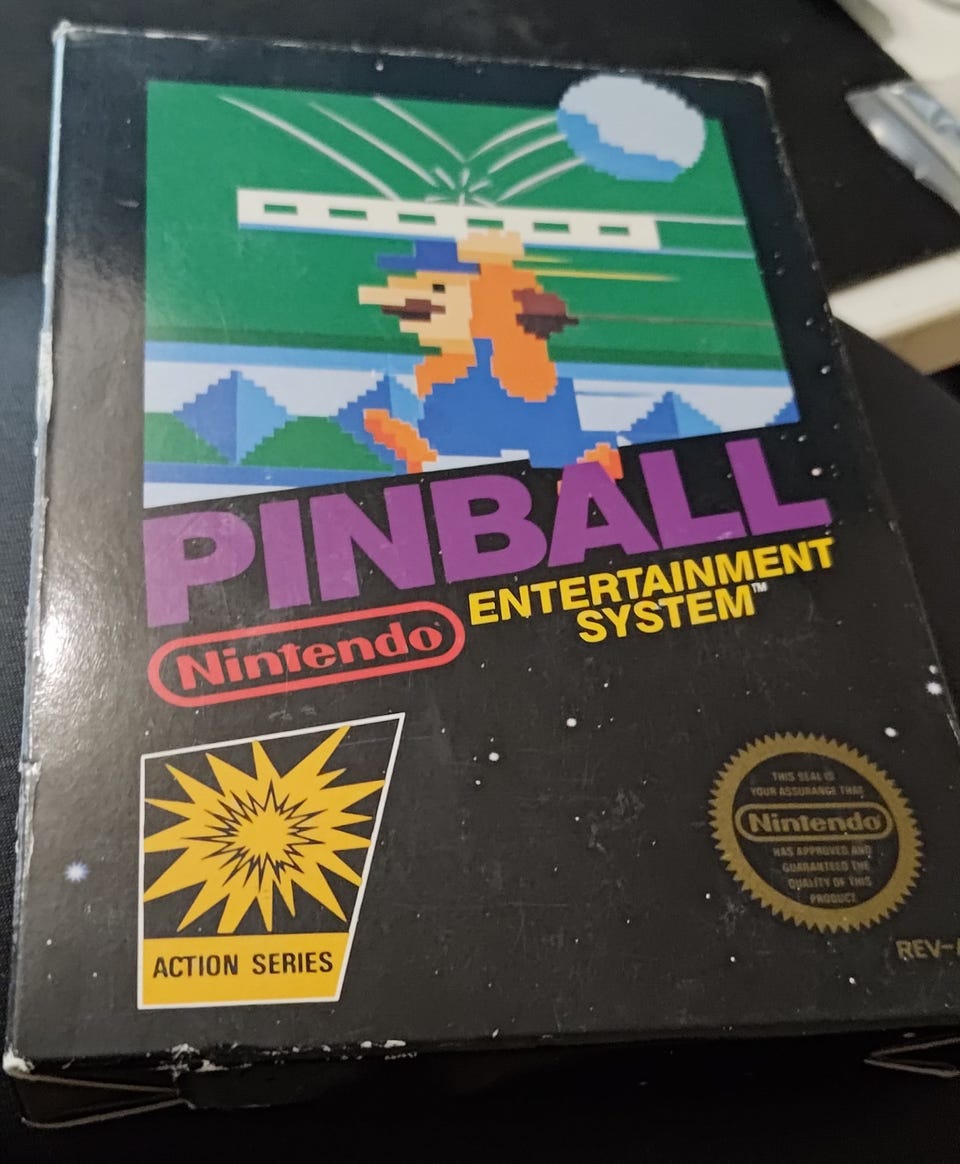 PINBALL
Nintendo
ENTERTAINMENT
SYSTEM™
ACTION SERIES
THIS SEAL IS
YOUR ASSURANCE THAT
Nintendo
HAS APPROVED AND
GUARANTEED THE
QUALITY OF THIS
PRODUCT
REV-A